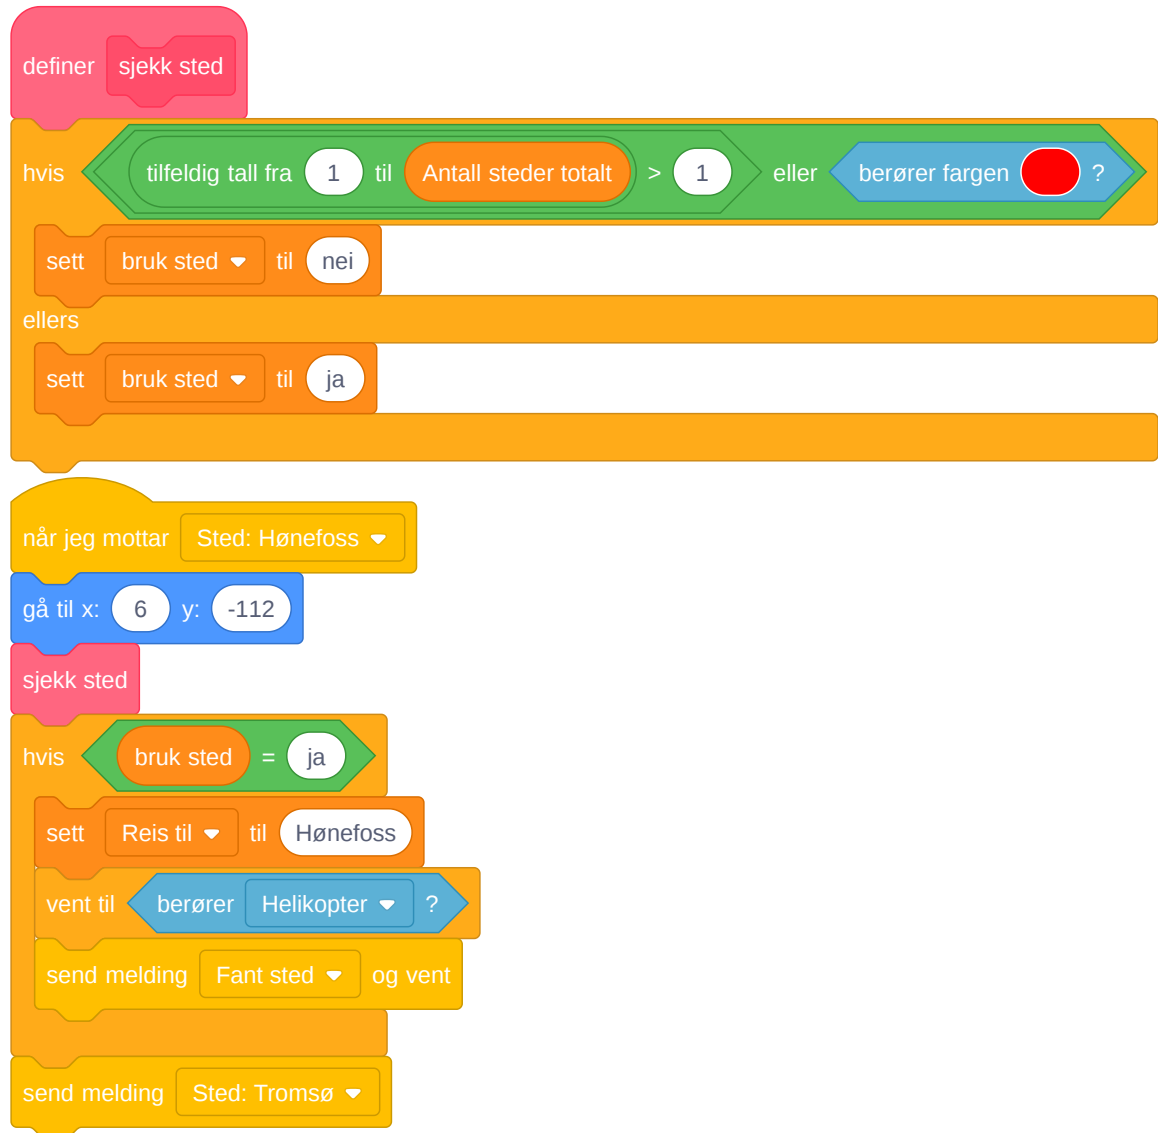 definer sjekk sted
hvis tilfeldig tall fra 1 til Antall steder totalt > 1 eller berører fargen ?
sett bruk sted til nei
ellers
sett bruk sted til ja
når jeg mottar Sted: Hønefoss
gå til x: 6 y: -112
sjekk sted
hvis bruk sted = ja
sett Reis til til Hønefoss
vent til berører Helikopter ?
send melding Fant sted og vent
send melding Sted: Tromsø